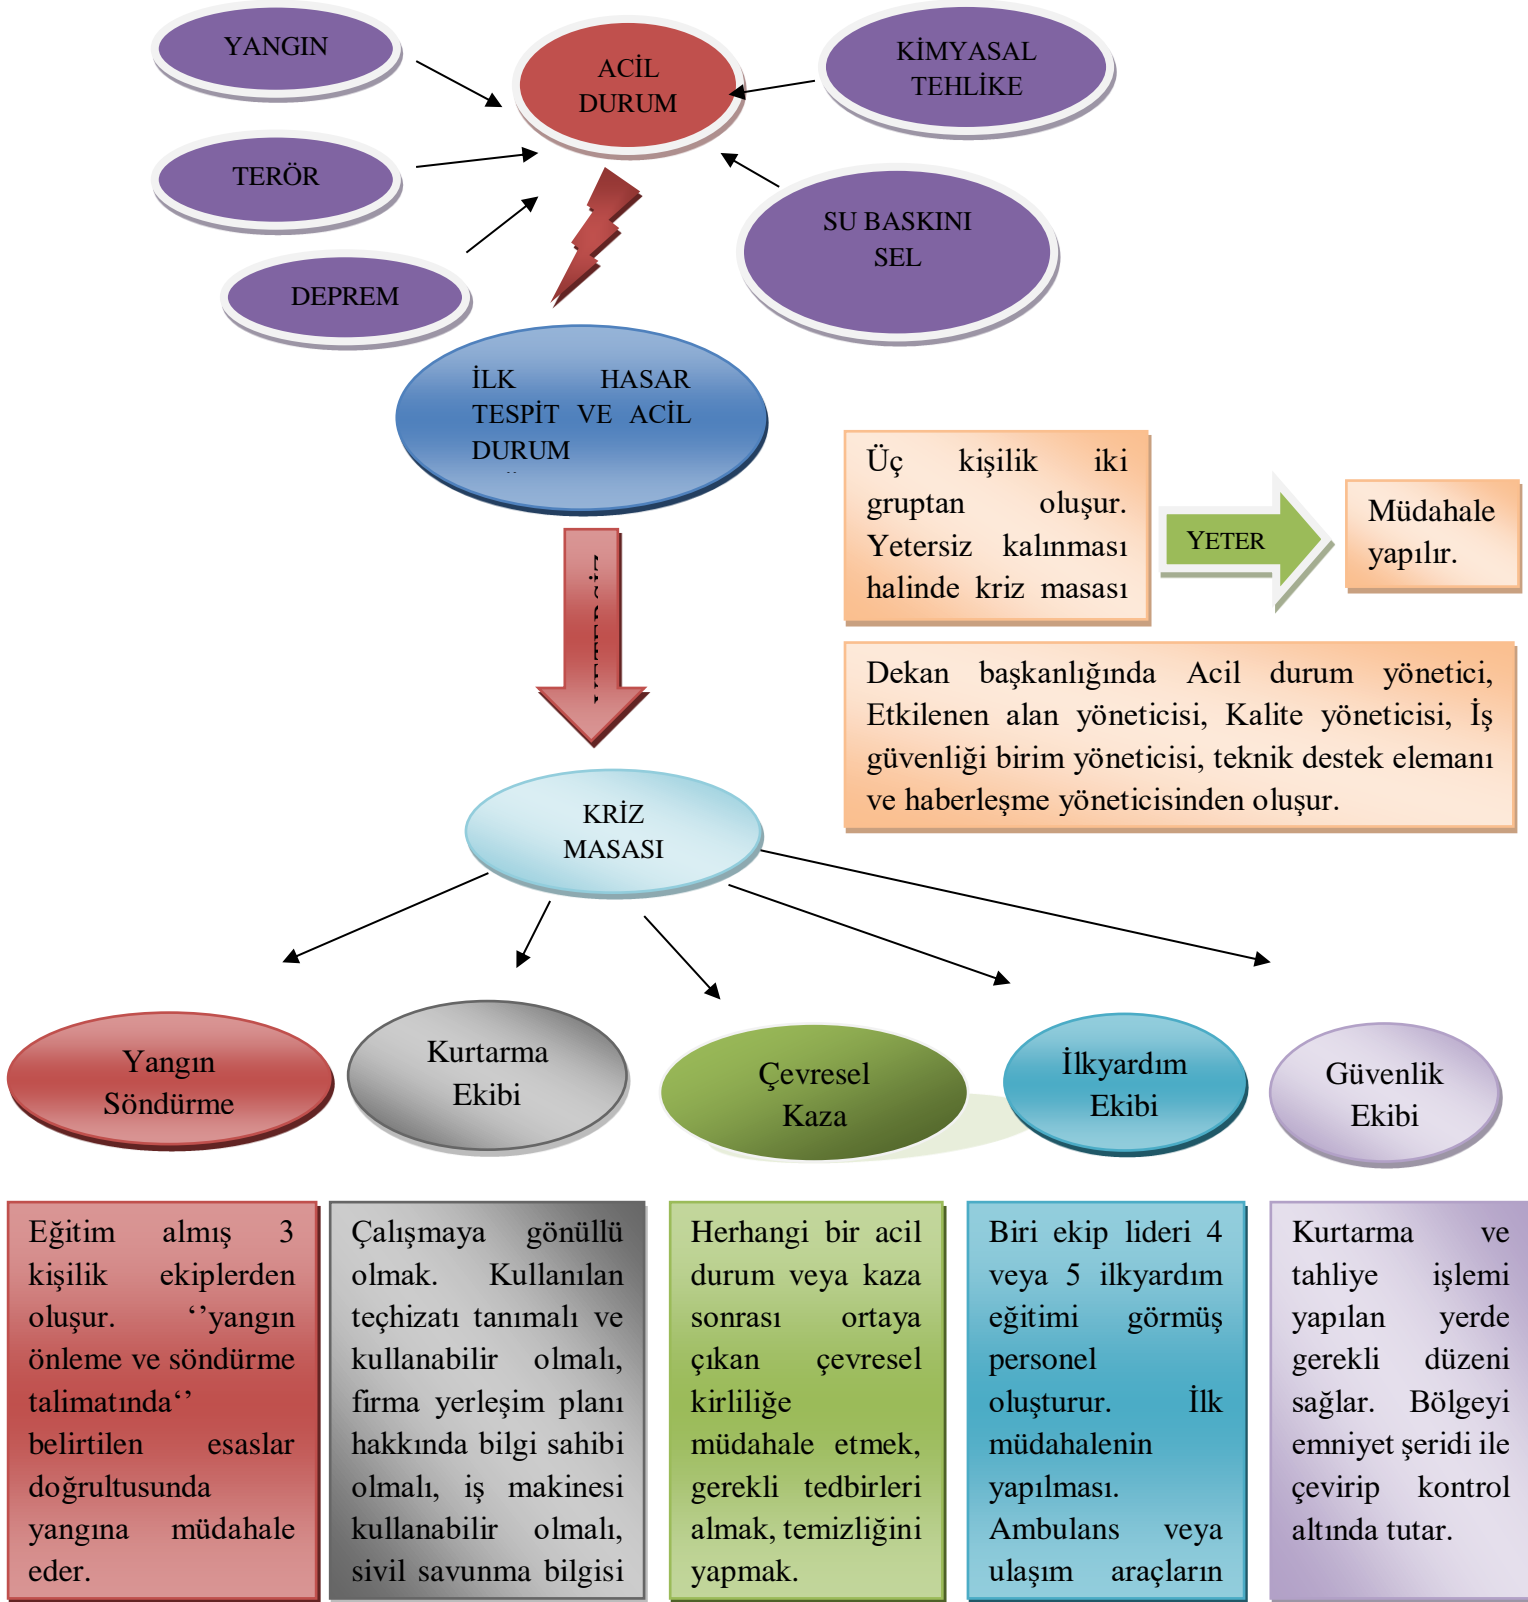 YANGIN
ACİL
DURUM
KİMYASAL
TEHLİKE
TERÖR
SU BASKINI
SEL
DEPREM
İLK HASAR
TESPİT VE ACİL
DURUM
Üç kişilik iki
gruptan oluşur.
Yetersiz kalınması
halinde kriz masası
YETER
Müdahale
yapılır.
Dekan başkanlığında Acil durum yönetici,
Etkilenen alan yöneticisi, Kalite yöneticisi, İş
güvenliği birim yöneticisi, teknik destek elemanı
ve haberleşme yöneticisinden oluşur.
KRİZ
MASASI
Yangın
Söndürme
Kurtarma
Ekibi
Çevresel
Kaza
İlkyardım
Ekibi
Güvenlik
Ekibi
Eğitim almış 3
kişilik ekiplerden
oluşur. ‘’yangın
önleme ve söndürme
talimatında‘’
belirtilen esaslar
doğrultusunda
yangına müdahale
eder.
Çalışmaya gönüllü
olmak. Kullanılan
teçhizatı tanımalı ve
kullanabilir olmalı,
firma yerleşim planı
hakkında bilgi sahibi
olmalı, iş makinesi
kullanabilir olmalı,
sivil savunma bilgisi
Herhangi bir acil
durum veya kaza
sonrası ortaya
çıkan çevresel
kirliliğe
müdahale etmek,
gerekli tedbirleri
almak, temizliğini
yapmak.
Biri ekip lideri 4
veya 5 ilkyardım
eğitimi görmüş
personel
oluşturur. İlk
müdahalenin
yapılması.
Ambulans veya
ulaşım araçların
Kurtarma ve
tahliye işlemi
yapılan yerde
gerekli düzeni
sağlar. Bölgeyi
emniyet şeridi ile
çevirip kontrol
altında tutar.